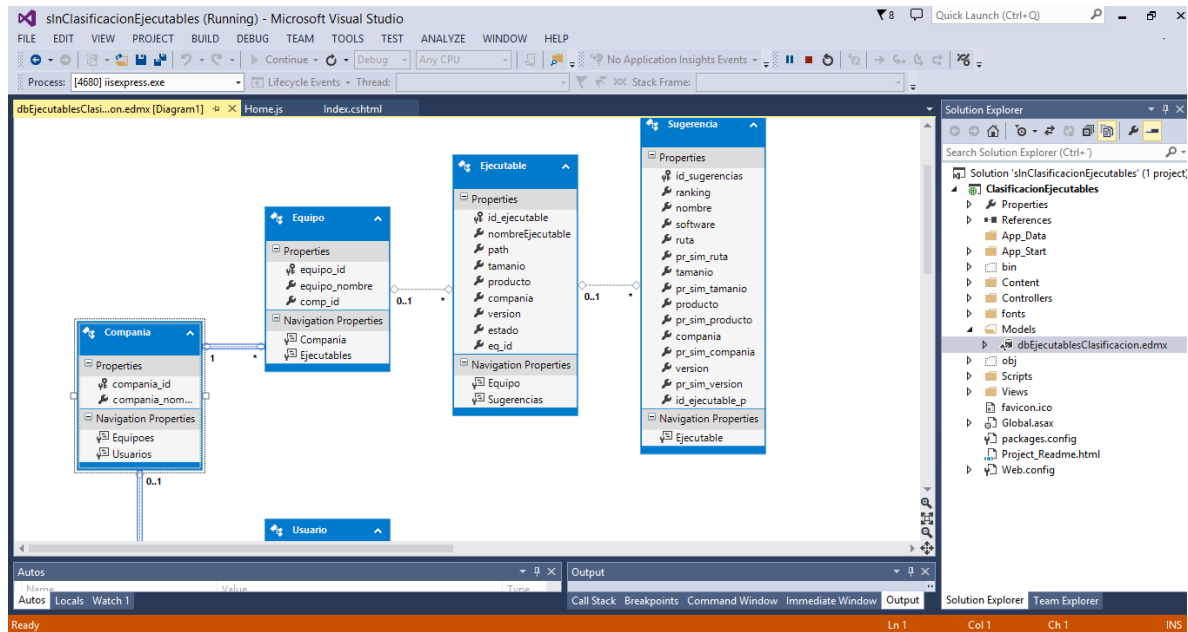 slnClasificacionEjecutables (Running) - Microsoft Visual Studio
8
Quick Launch (Ctrl+Q)
FILE EDIT VIEW PROJECT BUILD DEBUG TEAM TOOLS TEST ANALYZE WINDOW HELP
Continue Debug Any CPU No Application Insights Events
Process: [4680] iisexpress.exe Lifecycle Events Thread: Stack Frame:
dbEjecutablesClasi...on.edmx [Diagram1] Home.js Index.cshtml
Compania
Properties
compania_id
compania_nom...
Navigation Properties
Equipoes
Usuarios
1
*
0..1
Equipo
Properties
equipo_id
equipo_nombre
comp_id
Navigation Properties
Compania
Ejecutables
0..1
*
Ejecutable
Properties
id_ejecutable
nombreEjecutable
path
tamanio
producto
compania
version
estado
eq_id
Navigation Properties
Equipo
Sugerencias
0..1
*
Sugerencia
Properties
id_sugerencias
ranking
nombre
software
ruta
pr_sim_ruta
tamanio
pr_sim_tamanio
producto
pr_sim_producto
compania
pr_sim_compania
version
pr_sim_version
id_ejecutable_p
Navigation Properties
Ejecutable
Usuario
Solution Explorer
Search Solution Explorer (Ctrl+´)
Solution 'slnClasificacionEjecutables' (1 project)
ClasificacionEjecutables
Properties
References
App_Data
App_Start
bin
Content
Controllers
fonts
Models
dbEjecutablesClasificacion.edmx
obj
Scripts
Views
favicon.ico
Global.asax
packages.config
Project_Readme.html
Web.config
Autos
Name Value Type
Autos Locals Watch 1
Output
Call Stack Breakpoints Command Window Immediate Window Output
Solution Explorer Team Explorer
Ready Ln 1 Col 1 Ch 1 INS